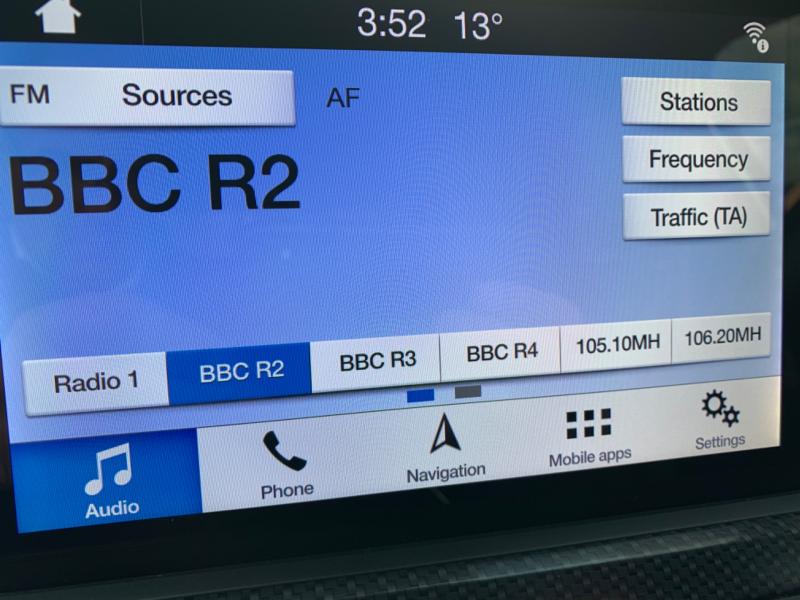 3:52 13°
FM Sources AF
Stations
BBC R2
Frequency
Traffic (TA)
Radio 1 BBC R2 BBC R3 BBC R4 105.10MH 106.20MH
Audio Phone Navigation Mobile apps Settings